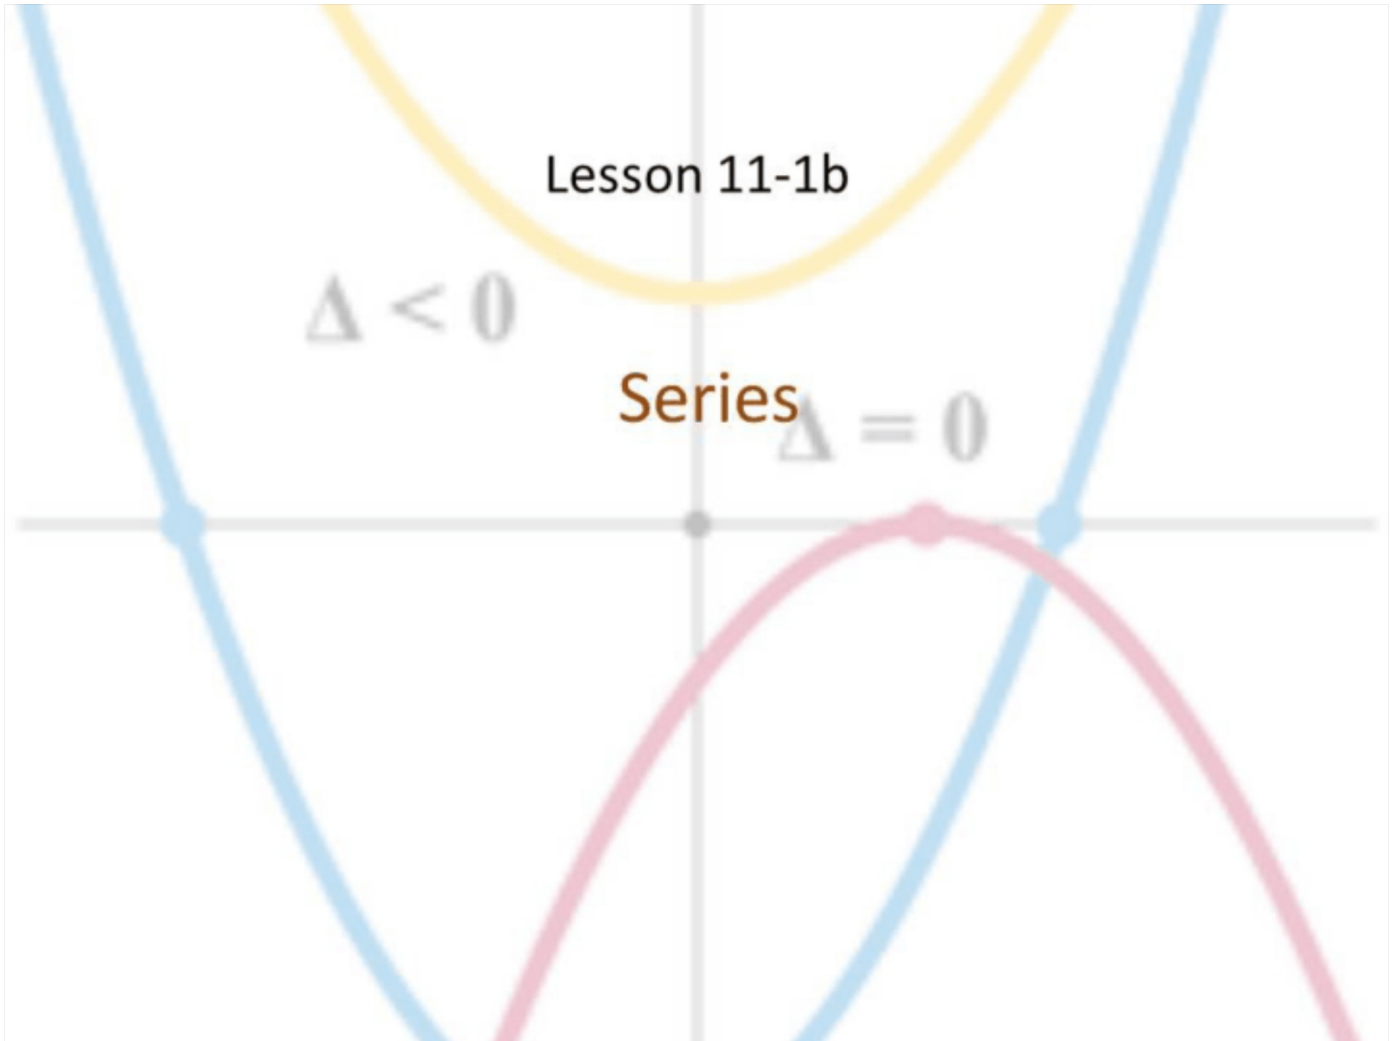 Lesson 11-1b
Δ < 0
Series
Δ = 0